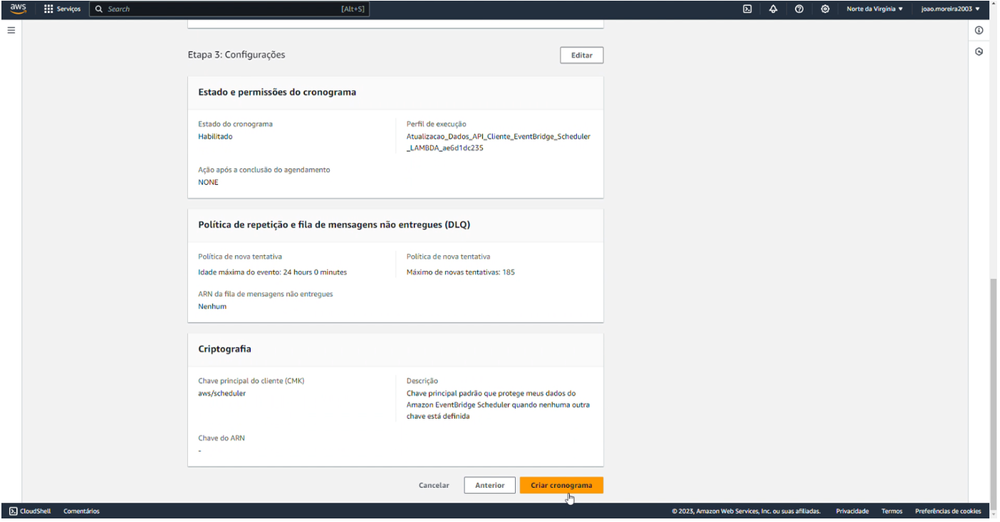 aws
Serviços
Search
[Alt+S]
Norte da Virgínia
joao.moreira2003
Etapa 3: Configurações
Editar
Estado e permissões do cronograma
Estado do cronograma
Habilitado
Perfil de execução
Atualizacao_Dados_API_Cliente_EventBridge_Scheduler
_LAMBDA_ae6d1dc235
Ação após a conclusão do agendamento
NONE
Política de repetição e fila de mensagens não entregues (DLQ)
Política de nova tentativa
Idade máxima do evento: 24 hours 0 minutes
Política de nova tentativa
Máximo de novas tentativas: 185
ARN da fila de mensagens não entregues
Nenhum
Criptografia
Chave principal do cliente (CMK)
aws/scheduler
Descrição
Chave principal padrão que protege meus dados do
Amazon EventBridge Scheduler quando nenhuma outra
chave está definida
Chave do ARN
-
Cancelar
Anterior
Criar cronograma
CloudShell
Comentários
© 2023, Amazon Web Services, Inc. ou suas afiliadas.
Privacidade
Termos
Preferências de cookies